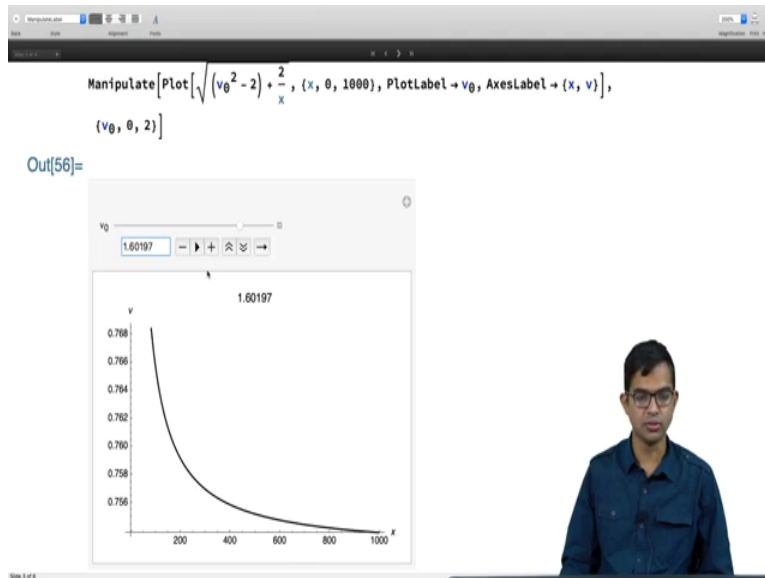 Manipulate[Plot[√((v₀² - 2) + 2/x), {x, 0, 1000}, PlotLabel → v₀, AxesLabel → {x, v}],
{v₀, 0, 2}]
Out[56]=
v₀
1.60197
1.60197
v
0.768
0.766
0.764
0.762
0.760
0.758
0.756
200 400 600 800 1000 x